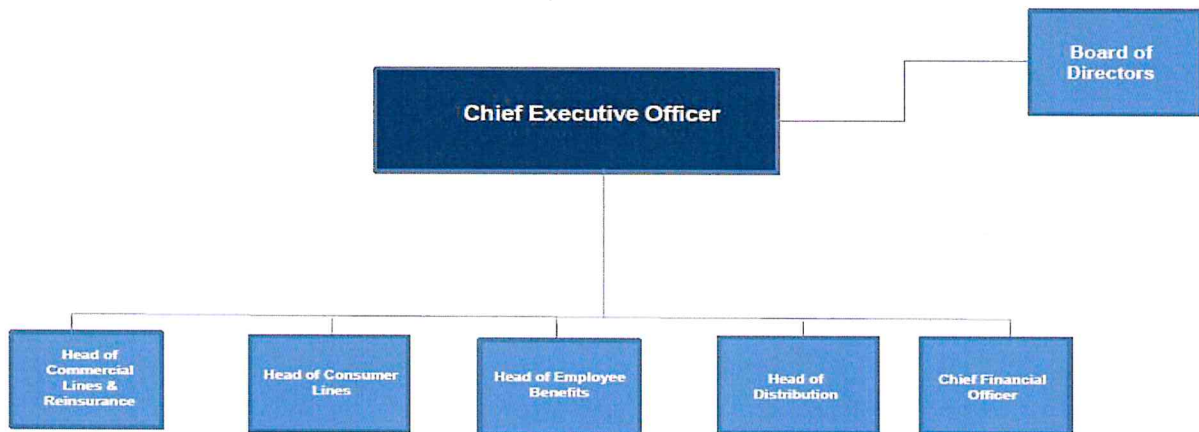 Board of
Directors
Chief Executive Officer
Head of
Commercial
Lines &
Reinsurance
Head of Consumer
Lines
Head of Employee
Benefits
Head of
Distribution
Chief Financial
Officer